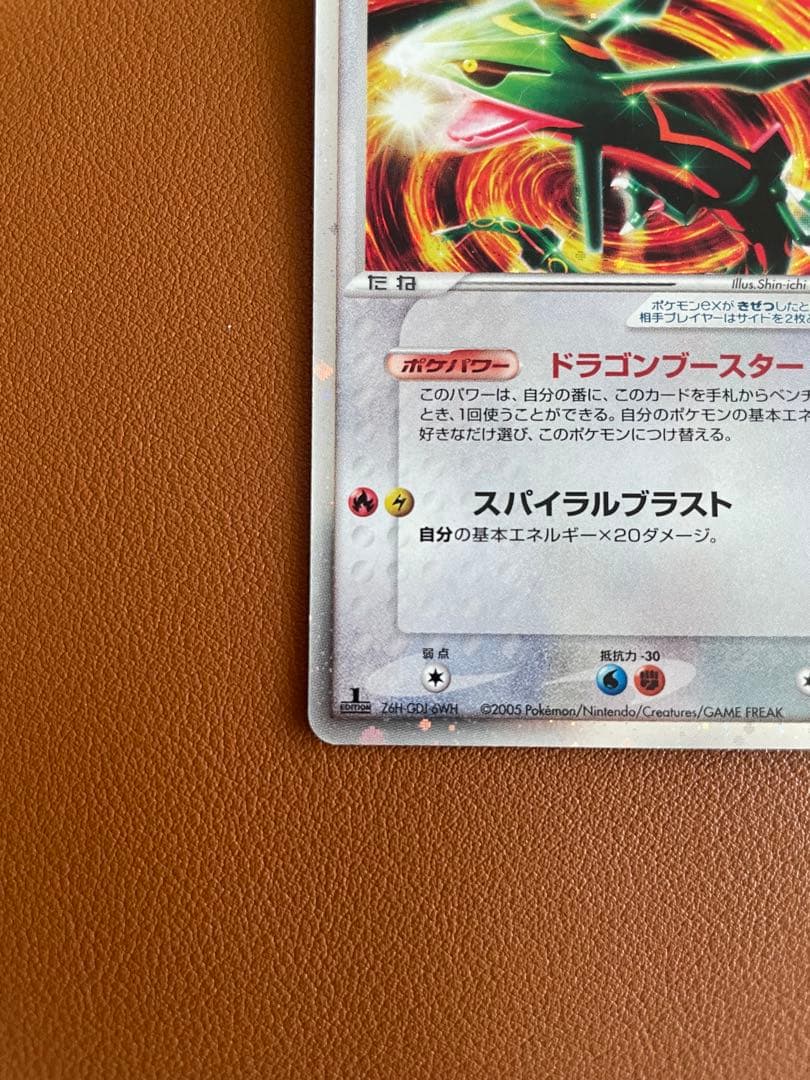 たね
Illus.Shin-ichi
ポケモンexが きぜつしたと
相手プレイヤーはサイドを2枚と
ポケパワー ドラゴンブースター
このパワーは、自分の番に、このカードを手札からベンチ
とき、1回使うことができる。自分のポケモンの基本エネ
好きなだけ選び、このポケモンにつけ替える。
スパイラルブラスト
自分の基本エネルギー×20ダメージ。
弱点
抵抗力 -30
1
EDITION
Z6H-GDJ-6WH ©2005 Pokémon/Nintendo/Creatures/GAME FREAK